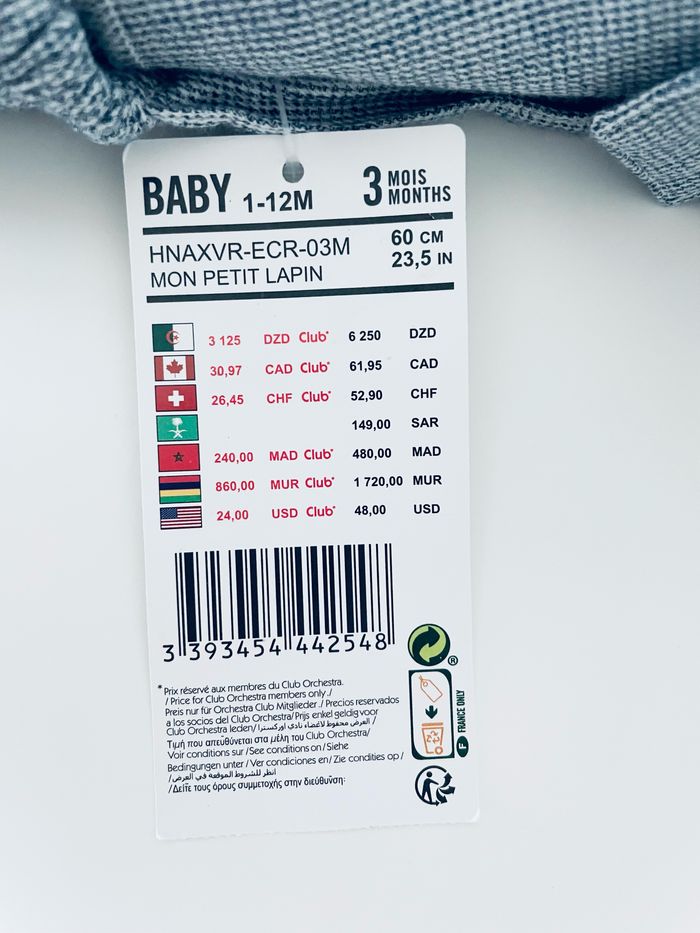 BABY 1-12M 3 MOIS MONTHS
HNAXVR-ECR-03M 60 CM
MON PETIT LAPIN 23,5 IN
3 125 DZD Club* 6 250 DZD
30,97 CAD Club* 61,95 CAD
26,45 CHF Club* 52,90 CHF
149,00 SAR
240,00 MAD Club* 480,00 MAD
860,00 MUR Club* 1 720,00 MUR
24,00 USD Club* 48,00 USD
3 393454 442548
* Prix réservé aux membres du Club Orchestra.
/ Price for Club Orchestra members only ./
Preis nur für Orchestra Club Mitglieder ./ Precios reservados
a los socios del Club Orchestra/ Prijs enkel geldig voor
Club Orchestra leden/ العرض محفوظ لاعضاء نادي اوركسترا /
Τιμή που απευθύνεται στα μέλη του Club Orchestra/
Voir conditions sur / See conditions on / Siehe
Bedingungen unter / Ver condiciones en / Zie condities op /
/ انظر للشروط الموقعة في العرض
/ Δείτε τους όρους συμμετοχής στην διεύθυνση:
®
F FRANCE ONLY